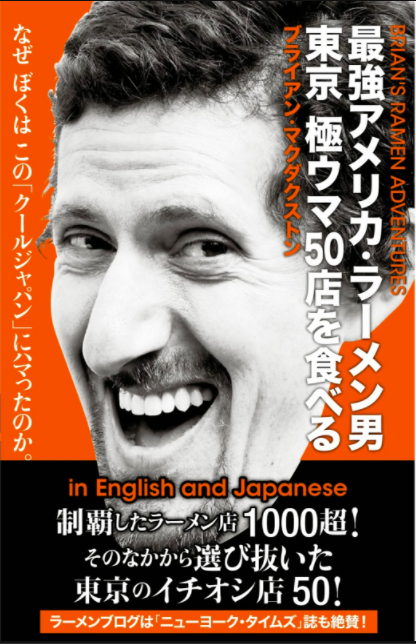 BRIAN'S RAMEN ADVENTURES
最強アメリカ・ラーメン男
東京 極ウマ50店を食べる
ブライアン・マクダクストン
なぜ ぼくは この「クールジャパン」にハマったのか。
in English and Japanese
制覇したラーメン店1000超!
そのなかから選び抜いた
東京のイチオシ店50!
ラーメンブログは「ニューヨーク・タイムズ」誌も絶賛!